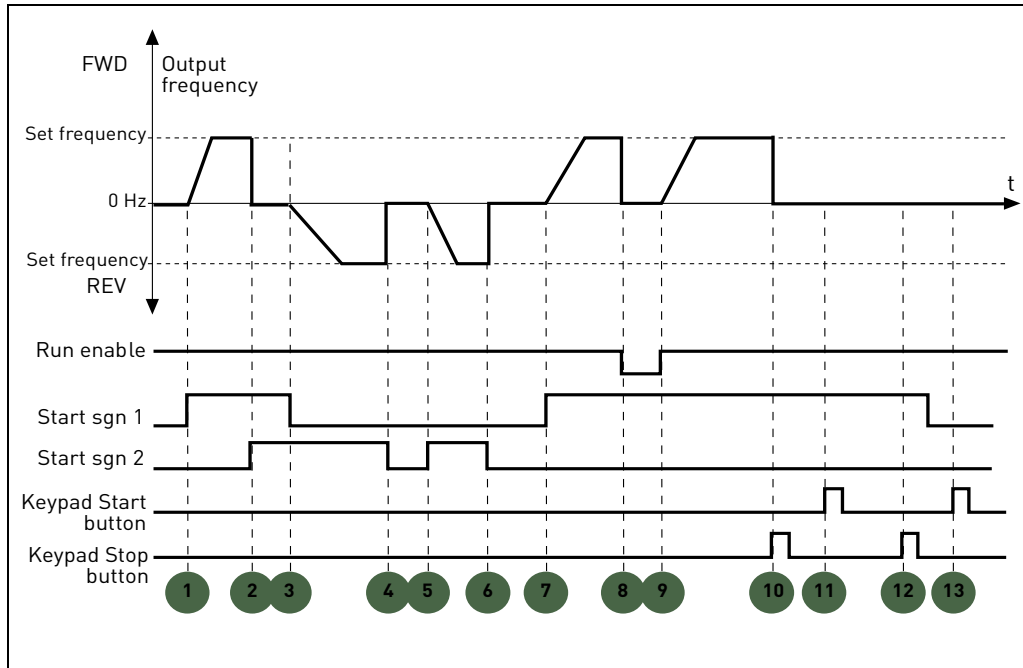 FWD
Output
frequency
Set frequency
0 Hz
t
Set frequency
REV
Run enable
Start sgn 1
Start sgn 2
Keypad Start
button
Keypad Stop
button
1 2 3 4 5 6 7 8 9 10 11 12 13